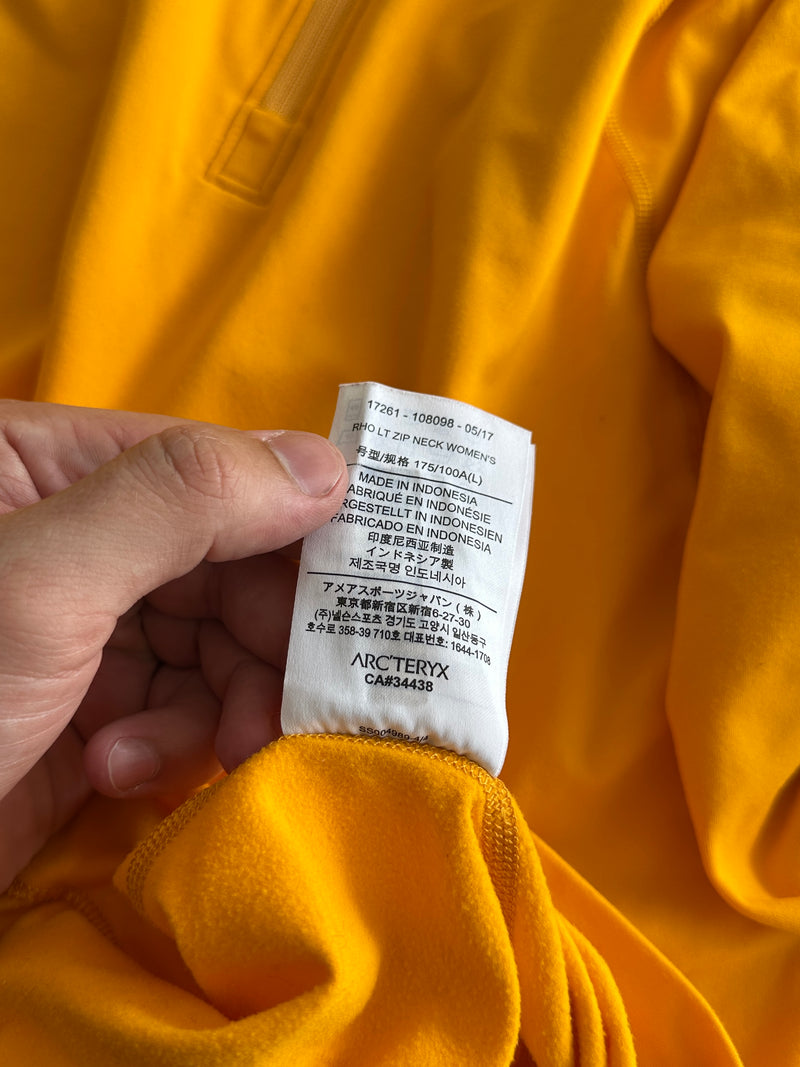 17261 - 108098 - 05/17
RHO LT ZIP NECK WOMEN'S
号型/规格 175/100A(L)
MADE IN INDONESIA
FABRIQUÉ EN INDONÉSIE
RGESTELLT IN INDONESIEN
FABRICADO EN INDONESIA
印度尼西亚制造
インドネシア製
제조국명 인도네시아
アメアスポーツジャパン (株)
東京都新宿区新宿6-27-30
(주)넬슨스포츠 경기도 고양시 일산동구
호수로 358-39 710호 대표번호: 1644-1708
ARC'TERYX
CA#34438